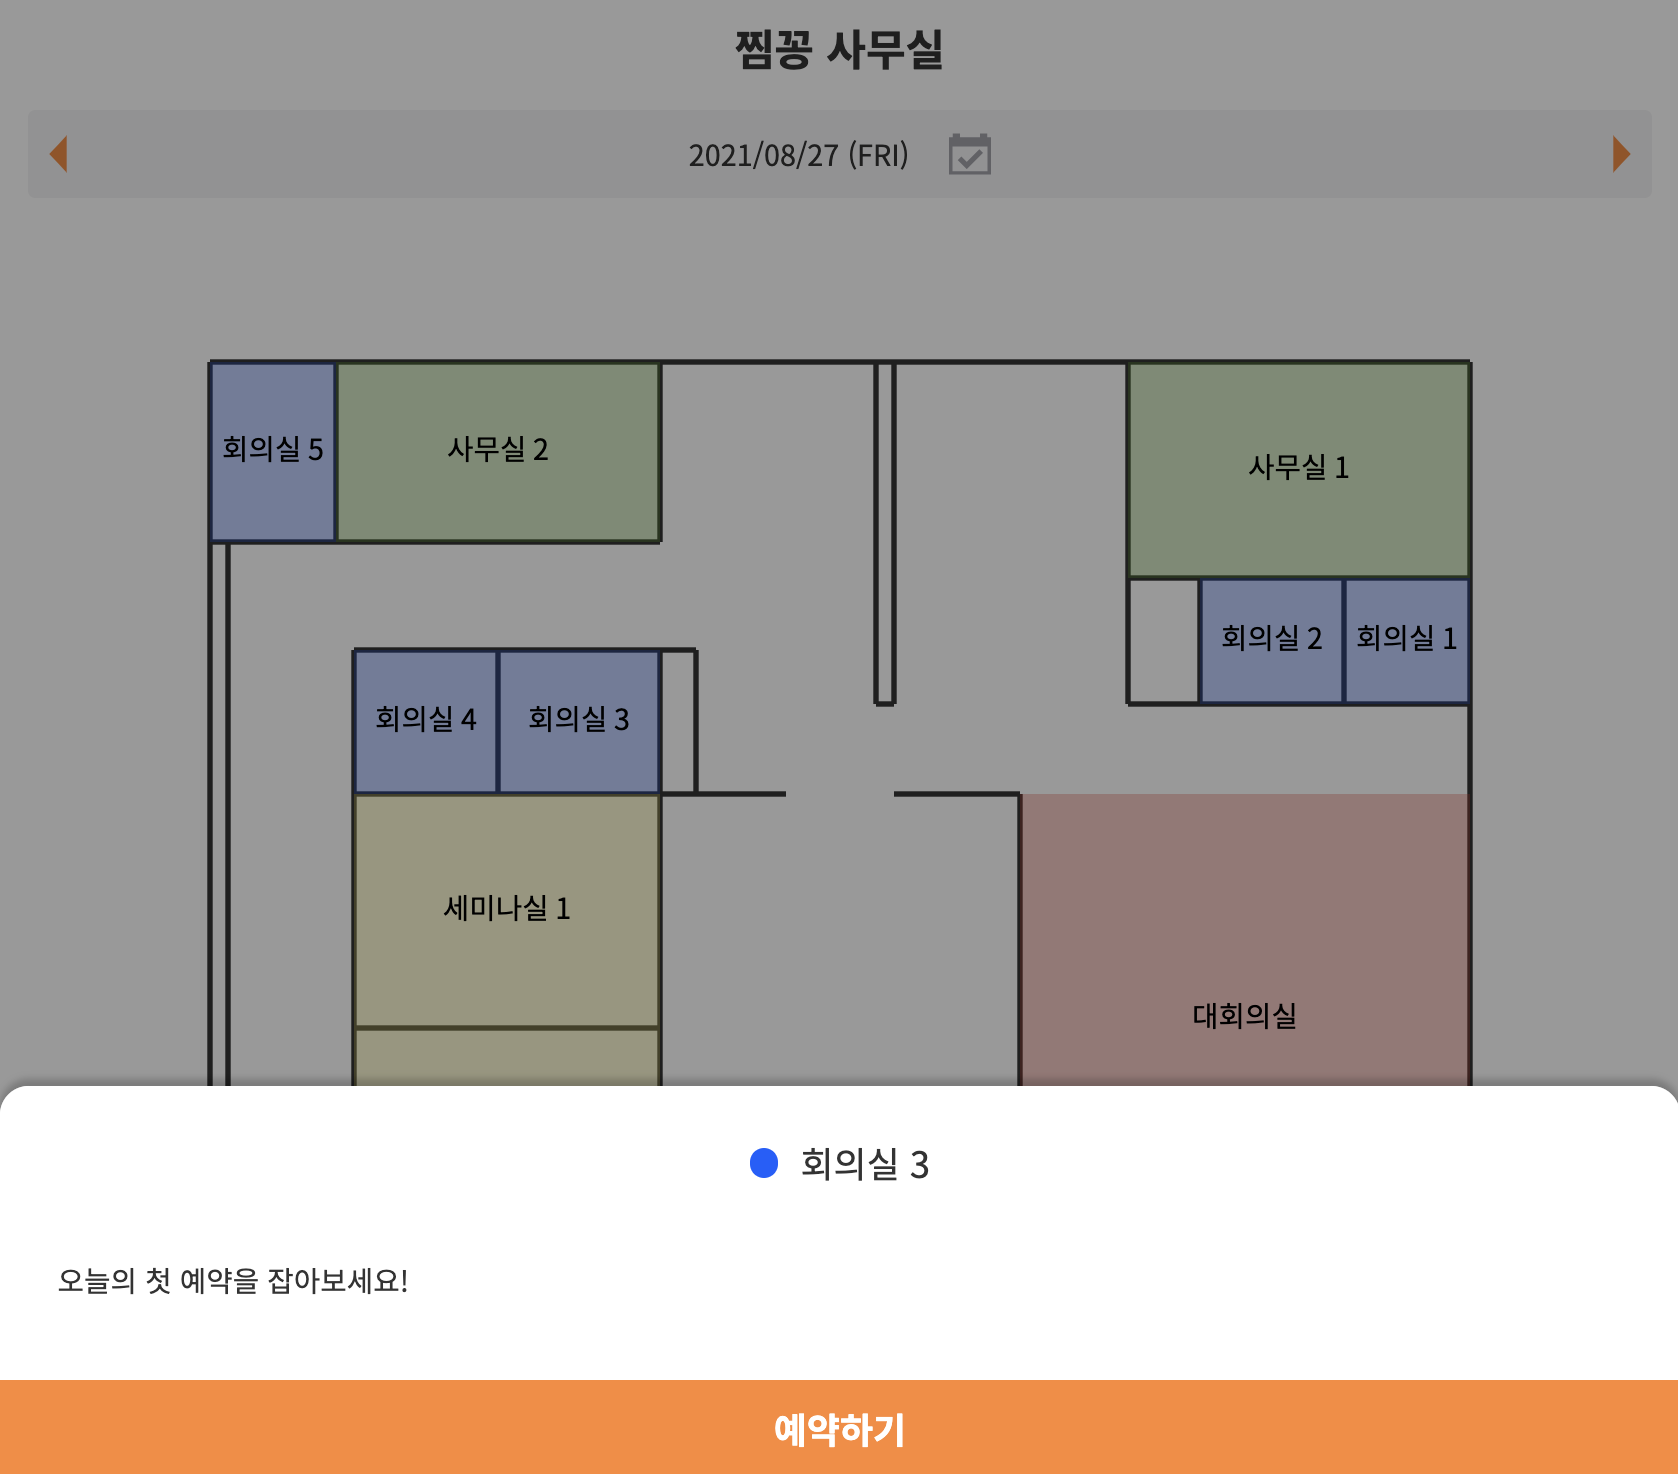 찜꽁 사무실
2021/08/27 (FRI)
회의실 5
사무실 2
사무실 1
회의실 2
회의실 1
회의실 4
회의실 3
세미나실 1
대회의실
회의실 3
오늘의 첫 예약을 잡아보세요!
예약하기